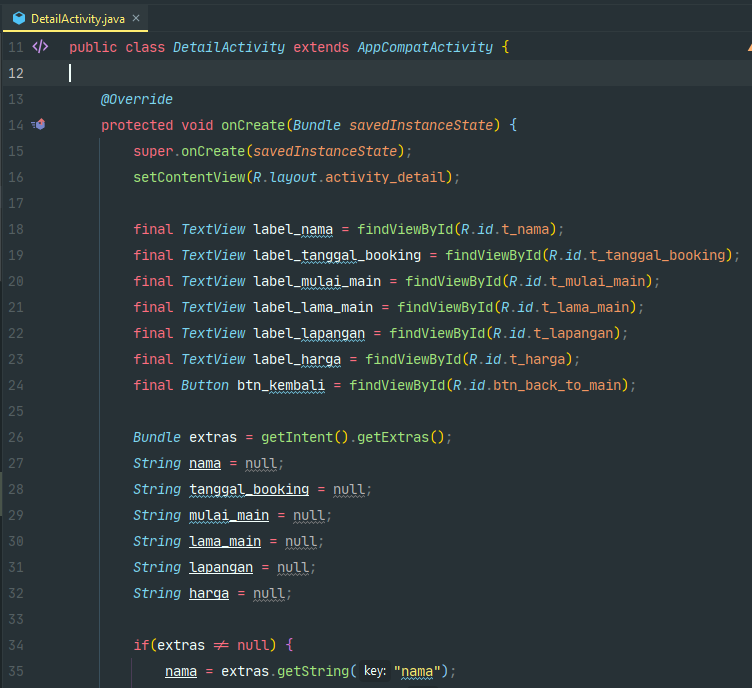 DetailActivity.java ×
11 </> public class DetailActivity extends AppCompatActivity {
12
13 @Override
14 protected void onCreate(Bundle savedInstanceState) {
15 super.onCreate(savedInstanceState);
16 setContentView(R.layout.activity_detail);
17
18 final TextView label_nama = findViewById(R.id.t_nama);
19 final TextView label_tanggal_booking = findViewById(R.id.t_tanggal_booking);
20 final TextView label_mulai_main = findViewById(R.id.t_mulai_main);
21 final TextView label_lama_main = findViewById(R.id.t_lama_main);
22 final TextView label_lapangan = findViewById(R.id.t_lapangan);
23 final TextView label_harga = findViewById(R.id.t_harga);
24 final Button btn_kembali = findViewById(R.id.btn_back_to_main);
25
26 Bundle extras = getIntent().getExtras();
27 String nama = null;
28 String tanggal_booking = null;
29 String mulai_main = null;
30 String lama_main = null;
31 String lapangan = null;
32 String harga = null;
33
34 if(extras ≠ null) {
35 nama = extras.getString( key: "nama");